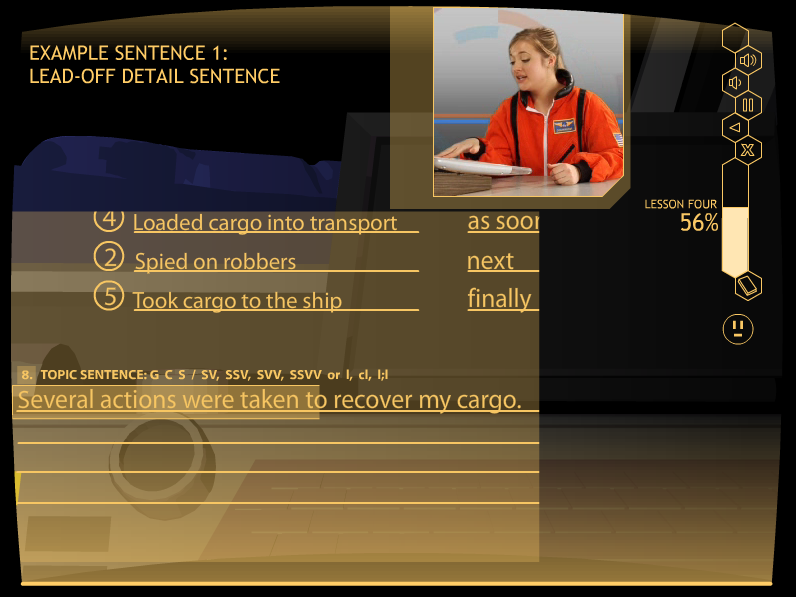 EXAMPLE SENTENCE 1:
LEAD-OFF DETAIL SENTENCE
LESSON FOUR
56%
4 Loaded cargo into transport as soon
2 Spied on robbers next
5 Took cargo to the ship finally
8. TOPIC SENTENCE: G C S / SV, SSV, SVV, SSVV or I, cl, I;I
Several actions were taken to recover my cargo.